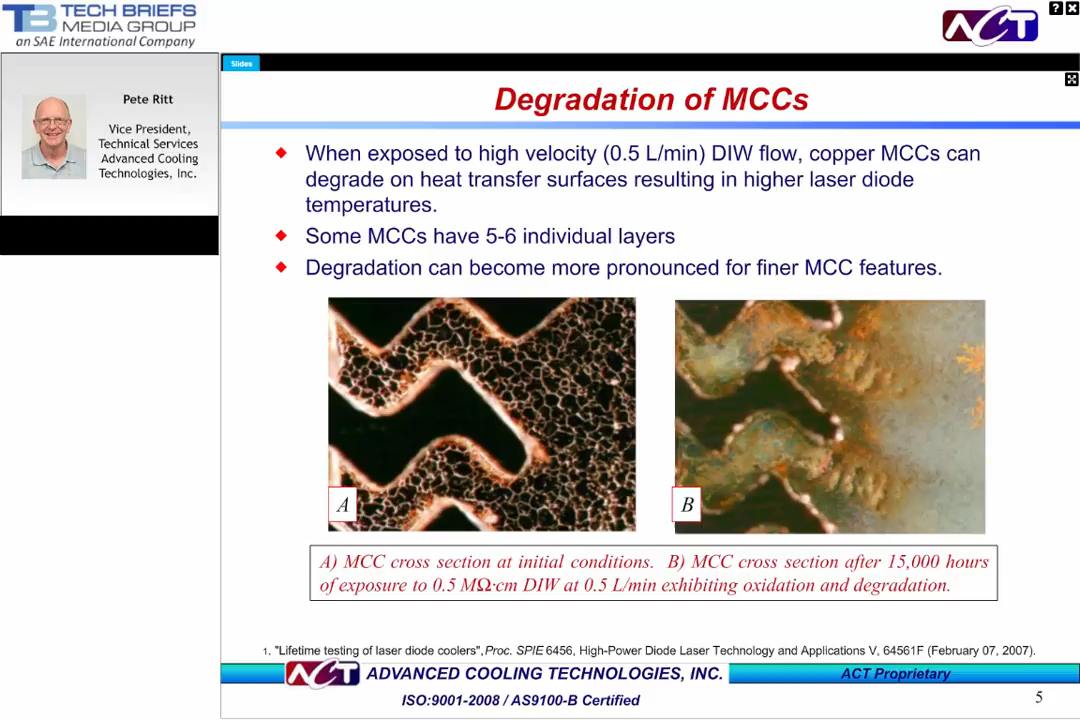 TECH BRIEFS
MEDIA GROUP
an SAE International Company
ACT
Slides
Pete Ritt
Vice President,
Technical Services
Advanced Cooling
Technologies, Inc.
Degradation of MCCs
When exposed to high velocity (0.5 L/min) DIW flow, copper MCCs can
degrade on heat transfer surfaces resulting in higher laser diode
temperatures.
Some MCCs have 5-6 individual layers
Degradation can become more pronounced for finer MCC features.
A
B
A) MCC cross section at initial conditions. B) MCC cross section after 15,000 hours
of exposure to 0.5 MΩ·cm DIW at 0.5 L/min exhibiting oxidation and degradation.
1. "Lifetime testing of laser diode coolers", Proc. SPIE 6456, High-Power Diode Laser Technology and Applications V, 64561F (February 07, 2007).
ACT ADVANCED COOLING TECHNOLOGIES, INC. ACT Proprietary
ISO:9001-2008 / AS9100-B Certified
5